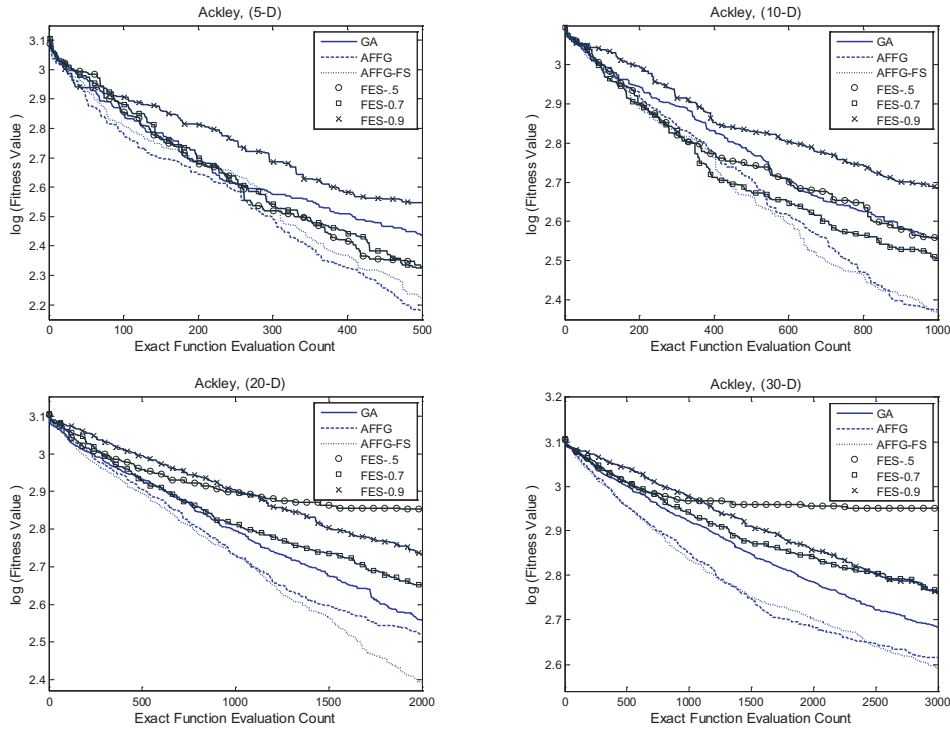 Ackley, (5-D)
log (Fitness Value )
3.1
3
2.9
2.8
2.7
2.6
2.5
2.4
2.3
2.2
0 100 200 300 400 500
Exact Function Evaluation Count
GA
AFFG
AFFG-FS
FES-.5
FES-0.7
FES-0.9
Ackley, (10-D)
log (Fitness Value )
3
2.9
2.8
2.7
2.6
2.5
2.4
0 200 400 600 800 1000
Exact Function Evaluation Count
GA
AFFG
AFFG-FS
FES-.5
FES-0.7
FES-0.9
Ackley, (20-D)
log (Fitness Value )
3.1
3
2.9
2.8
2.7
2.6
2.5
2.4
0 500 1000 1500 2000
Exact Function Evaluation Count
GA
AFFG
AFFG-FS
FES-.5
FES-0.7
FES-0.9
Ackley, (30-D)
log (Fitness Value )
3.2
3.1
3
2.9
2.8
2.7
2.6
0 500 1000 1500 2000 2500 3000
Exact Function Evaluation Count
GA
AFFG
AFFG-FS
FES-.5
FES-0.7
FES-0.9